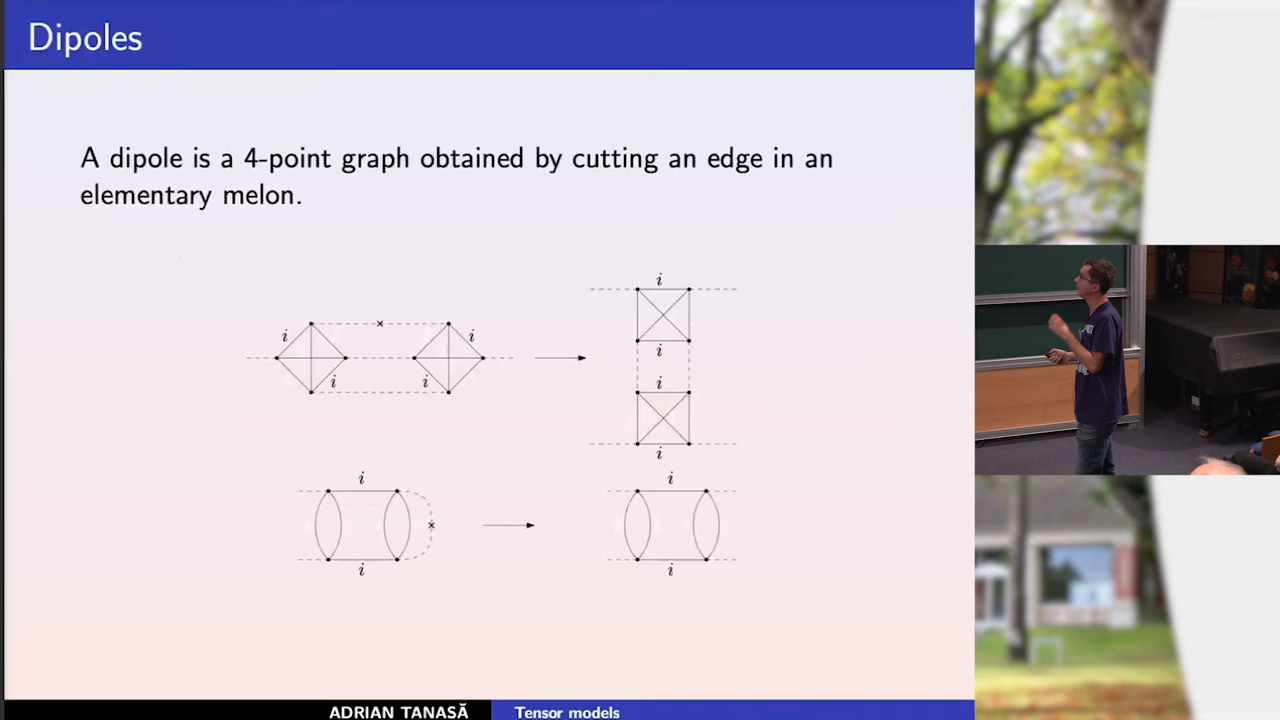 Dipoles
A dipole is a 4-point graph obtained by cutting an edge in an
elementary melon.
i
i i
i i
i
i
i
i
i i
i i
ADRIAN TANASĂ Tensor models